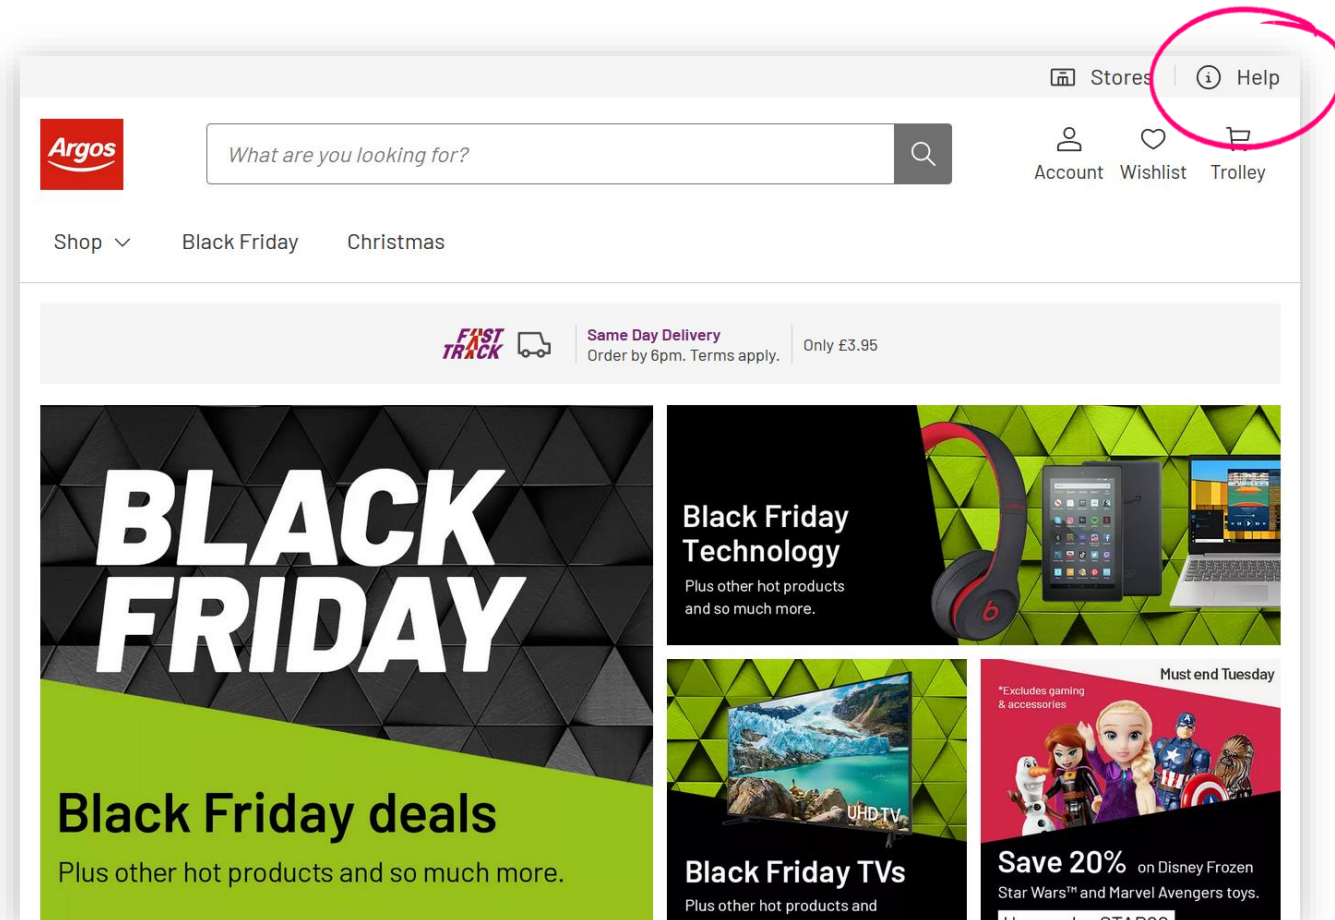 Stores
Help
Argos
What are you looking for?
Account Wishlist Trolley
Shop Black Friday Christmas
FAST
TRACK
Same Day Delivery
Order by 6pm. Terms apply.
Only £3.95
BLACK
FRIDAY
Black Friday deals
Plus other hot products and so much more.
Black Friday
Technology
Plus other hot products
and so much more.
b
UHD TV
Black Friday TVs
Plus other hot products and
Must end Tuesday
*Excludes gaming
& accessories
Save 20% on Disney Frozen
Star Wars™ and Marvel Avengers toys.